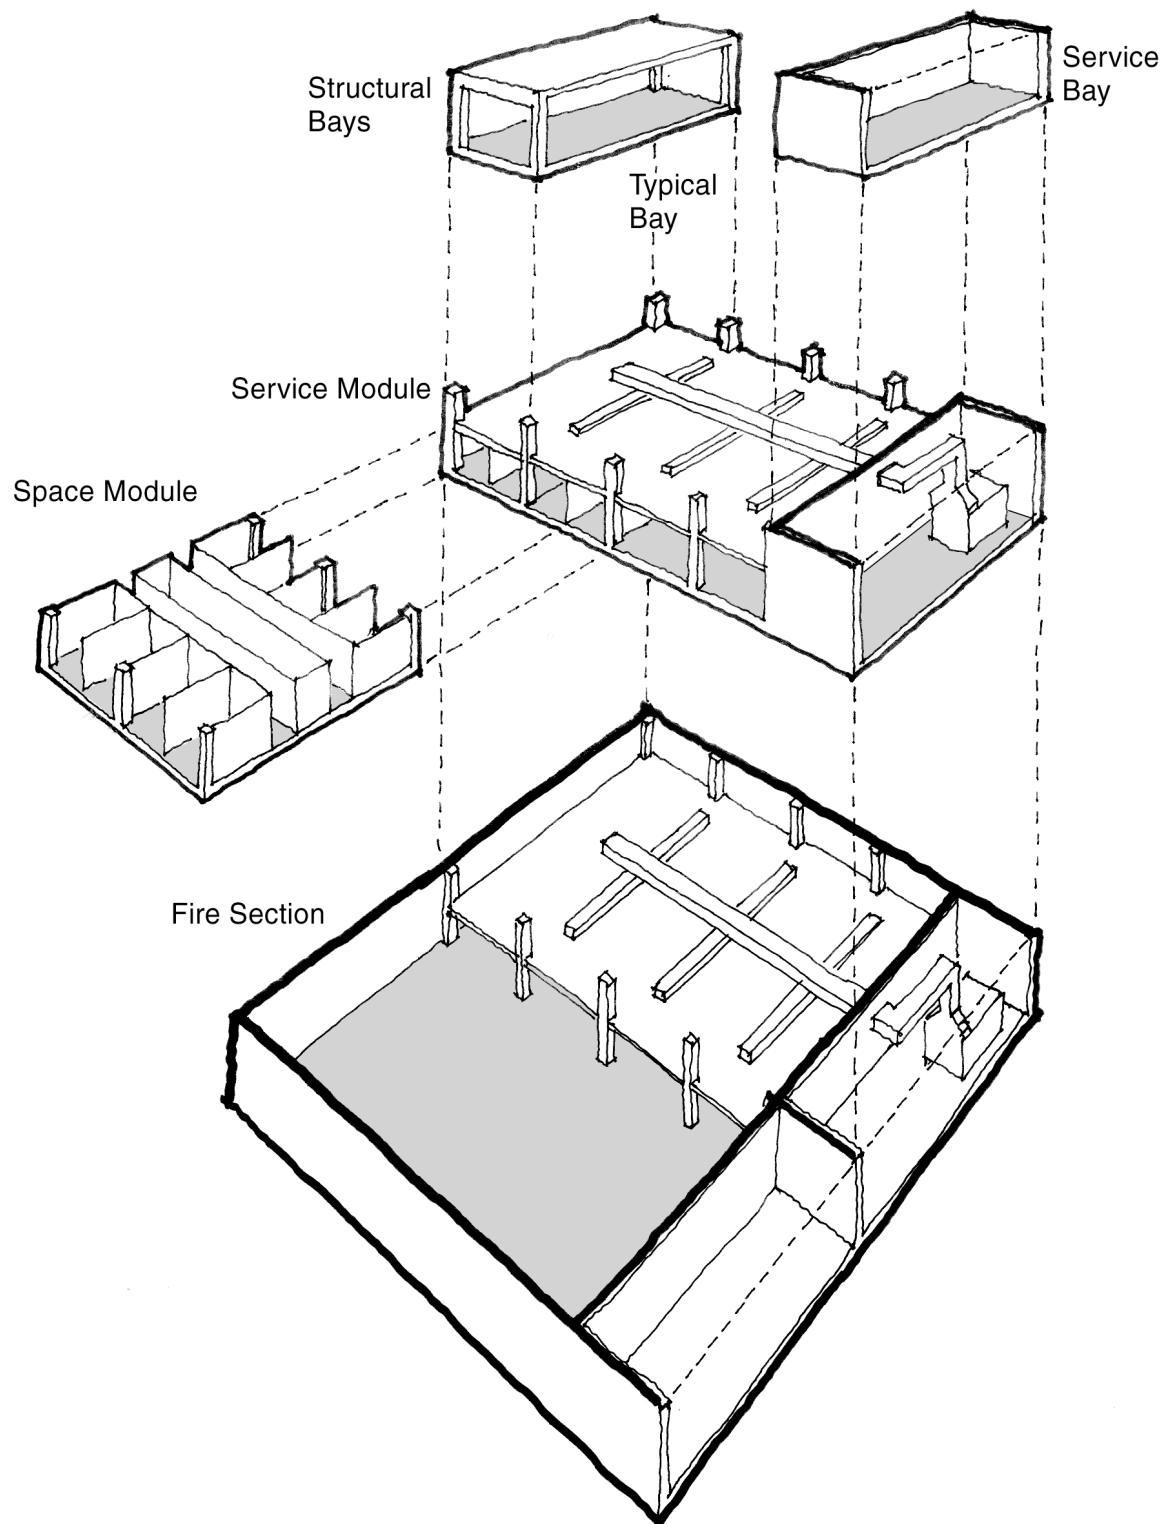 Structural
Bays
Service
Bay
Typical
Bay
Service Module
Space Module
Fire Section